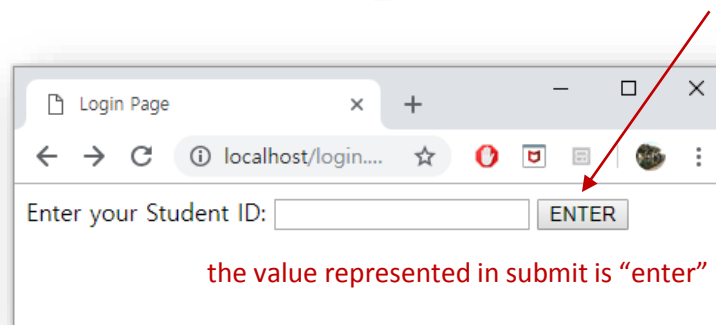 Login Page
localhost/login....
Enter your Student ID: ENTER
the value represented in submit is “enter”